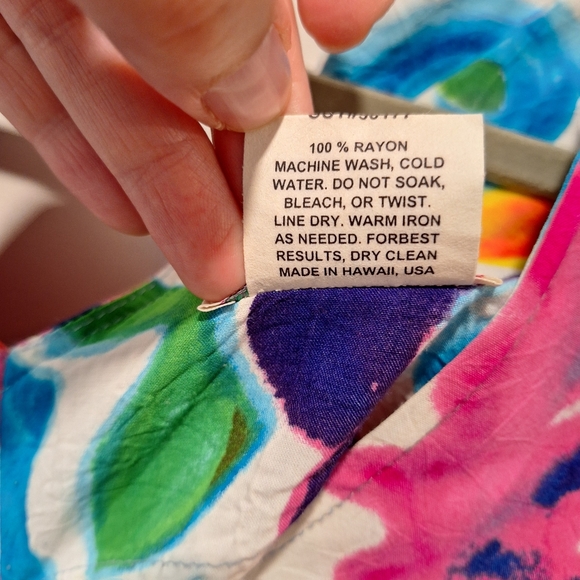 100 % RAYON
MACHINE WASH, COLD
WATER. DO NOT SOAK,
BLEACH, OR TWIST.
LINE DRY. WARM IRON
AS NEEDED. FORBEST
RESULTS, DRY CLEAN
MADE IN HAWAII, USA